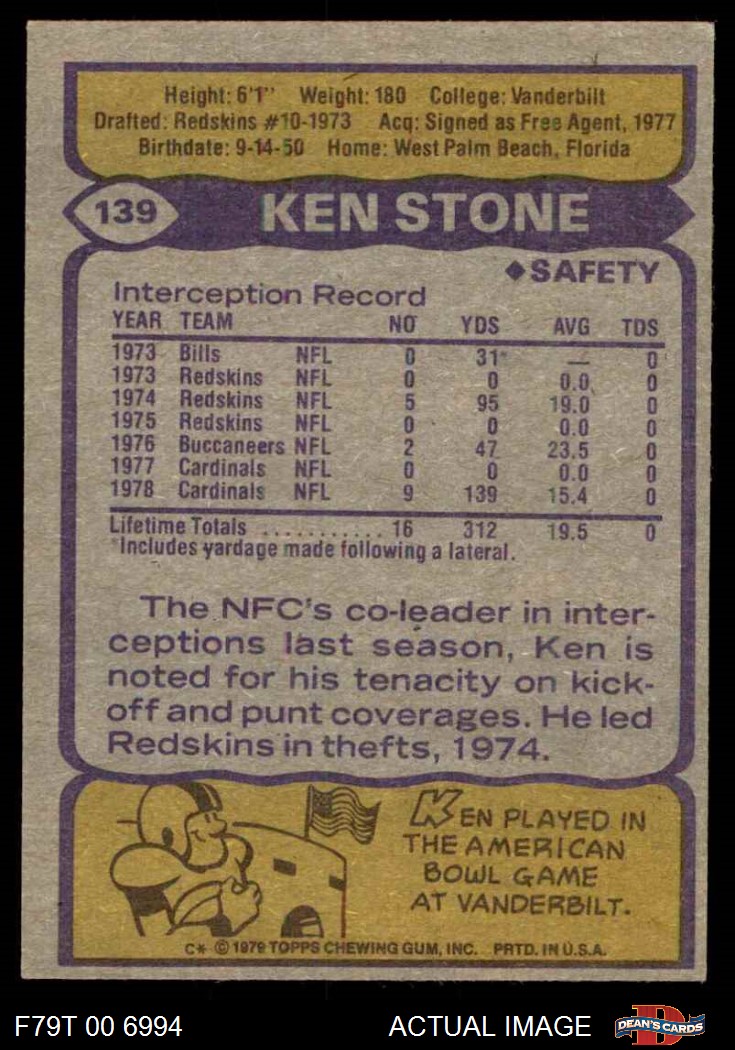 Height: 6'1" Weight: 180 College: Vanderbilt
Drafted: Redskins #10-1973 Acq: Signed as Free Agent, 1977
Birthdate: 9-14-50 Home: West Palm Beach, Florida
139 KEN STONE
◆SAFETY
Interception Record
YEAR TEAM NO YDS AVG TDS
1973 Bills NFL 0 31* — 0
1973 Redskins NFL 0 0 0.0 0
1974 Redskins NFL 5 95 19.0 0
1975 Redskins NFL 0 0 0.0 0
1976 Buccaneers NFL 2 47 23.5 0
1977 Cardinals NFL 0 0 0.0 0
1978 Cardinals NFL 9 139 15.4 0
Lifetime Totals ........... 16 312 19.5 0
*Includes yardage made following a lateral.
The NFC's co-leader in inter-
ceptions last season, Ken is
noted for his tenacity on kick-
off and punt coverages. He led
Redskins in thefts, 1974.
KEN PLAYED IN
THE AMERICAN
BOWL GAME
AT VANDERBILT.
C* © 1979 TOPPS CHEWING GUM, INC. PRTD. IN U.S.A.
F79T 00 6994 ACTUAL IMAGE D DEAN'S CARDS